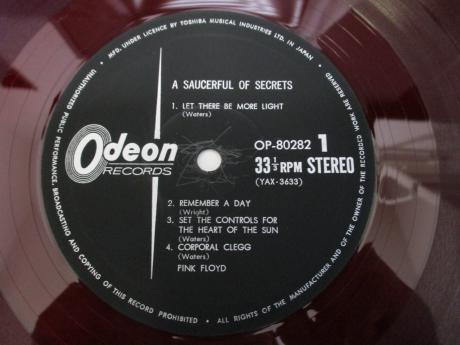 MFD. UNDER LICENCE BY TOSHIBA MUSICAL INDUSTRIES LTD. IN JAPAN
A SAUCERFUL OF SECRETS
1. LET THERE BE MORE LIGHT
(Waters)
Odeon
RECORDS
OP-80282 1
33 1/3 RPM STEREO
(YAX-3633)
2. REMEMBER A DAY
(Wright)
3. SET THE CONTROLS FOR
THE HEART OF THE SUN
(Waters)
4. CORPORAL CLEGG
(Waters)
PINK FLOYD
UNAUTHORIZED PUBLIC PERFORMANCE, BROADCASTING AND COPYING OF THIS RECORD PROHIBITED • ALL RIGHTS OF THE MANUFACTURER AND OF THE OWNER OF THE RECORDED WORK ARE RESERVED